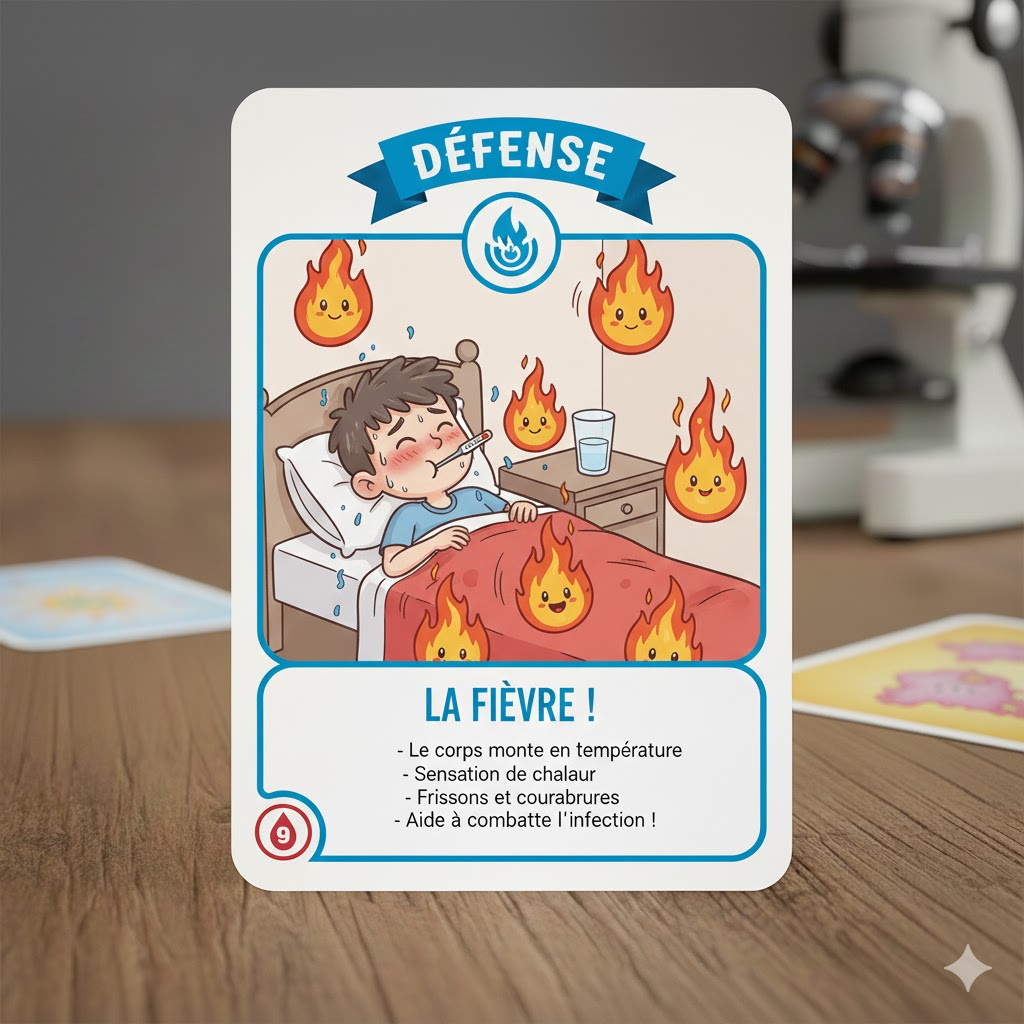 DÉFENSE
LA FIÈVRE !
- Le corps monte en température
- Sensation de chalaur
- Frissons et courabrures
- Aide à combatte l'infection !
9